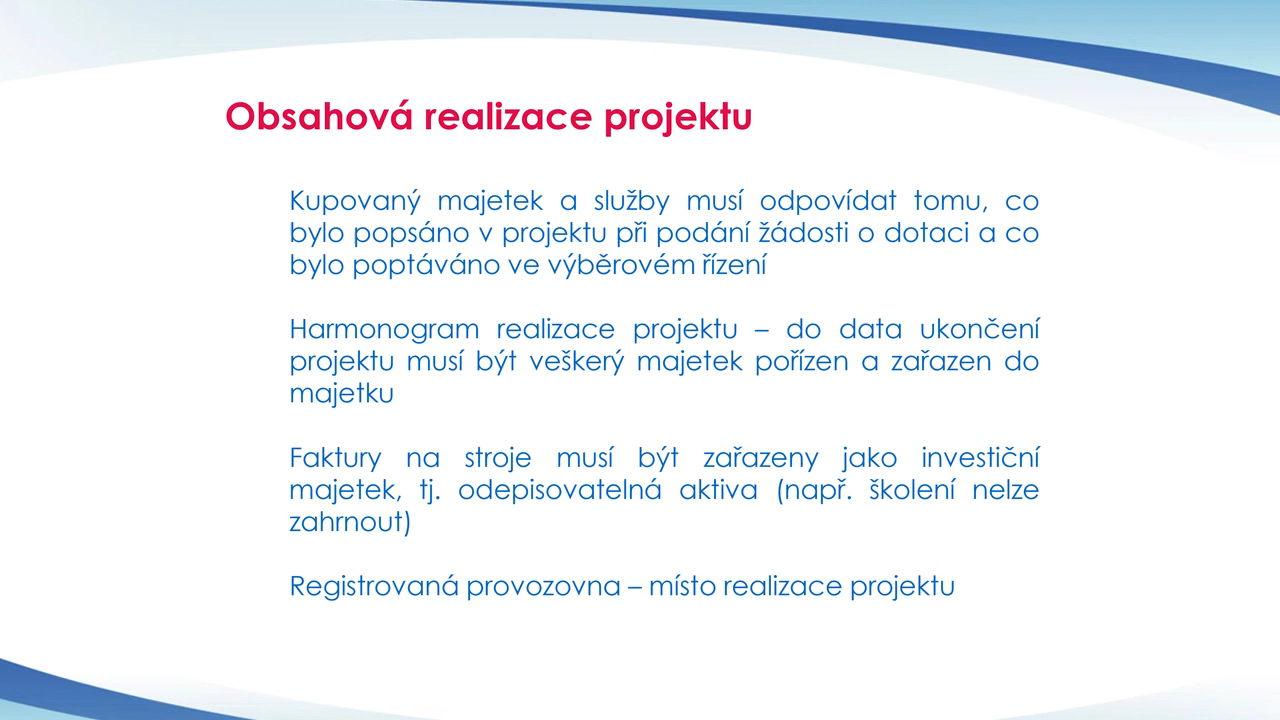 Obsahová realizace projektu
Kupovaný majetek a služby musí odpovídat tomu, co
bylo popsáno v projektu při podání žádosti o dotaci a co
bylo poptáváno ve výběrovém řízení
Harmonogram realizace projektu – do data ukončení
projektu musí být veškerý majetek pořízen a zařazen do
majetku
Faktury na stroje musí být zařazeny jako investiční
majetek, tj. odepisovatelná aktiva (např. školení nelze
zahrnout)
Registrovaná provozovna – místo realizace projektu